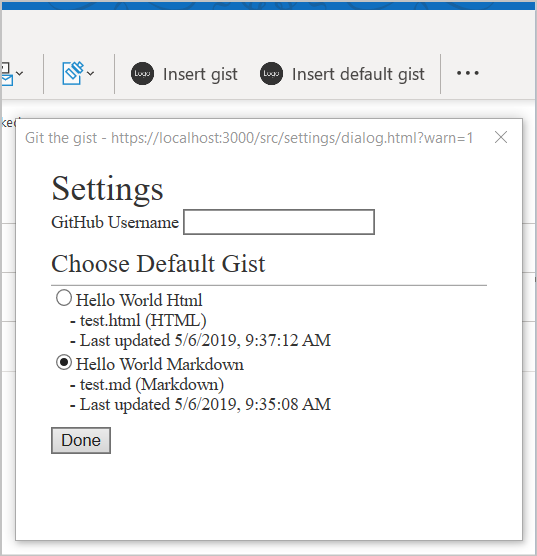 Logo Insert gist Logo Insert default gist ...
Git the gist - https://localhost:3000/src/settings/dialog.html?warn=1
Settings
GitHub Username
Choose Default Gist
Hello World Html
- test.html (HTML)
- Last updated 5/6/2019, 9:37:12 AM
Hello World Markdown
- test.md (Markdown)
- Last updated 5/6/2019, 9:35:08 AM
Done